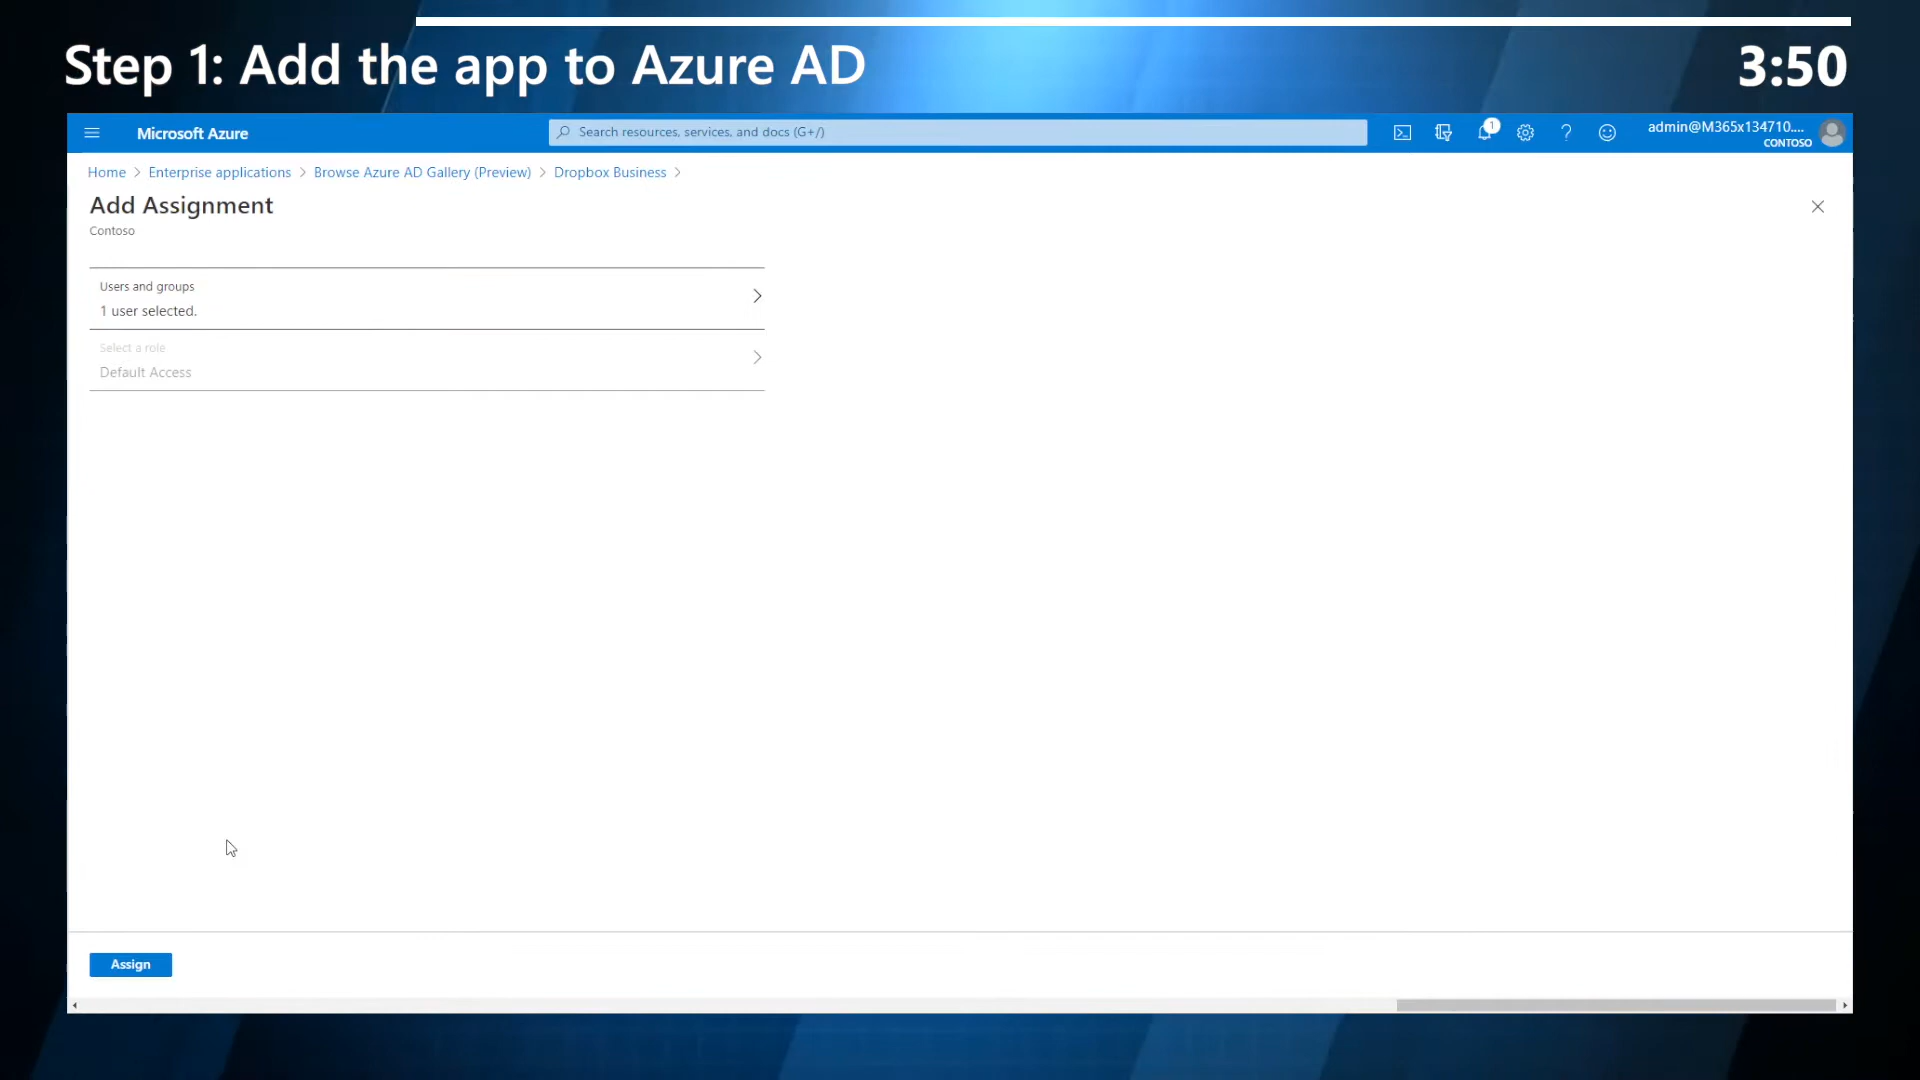 Step 1: Add the app to Azure AD
3:50
Microsoft Azure
Search resources, services, and docs (G+/)
1
admin@M365x134710....
CONTOSO
Home > Enterprise applications > Browse Azure AD Gallery (Preview) > Dropbox Business >
Add Assignment
Contoso
Users and groups
1 user selected.
Select a role
Default Access
Assign